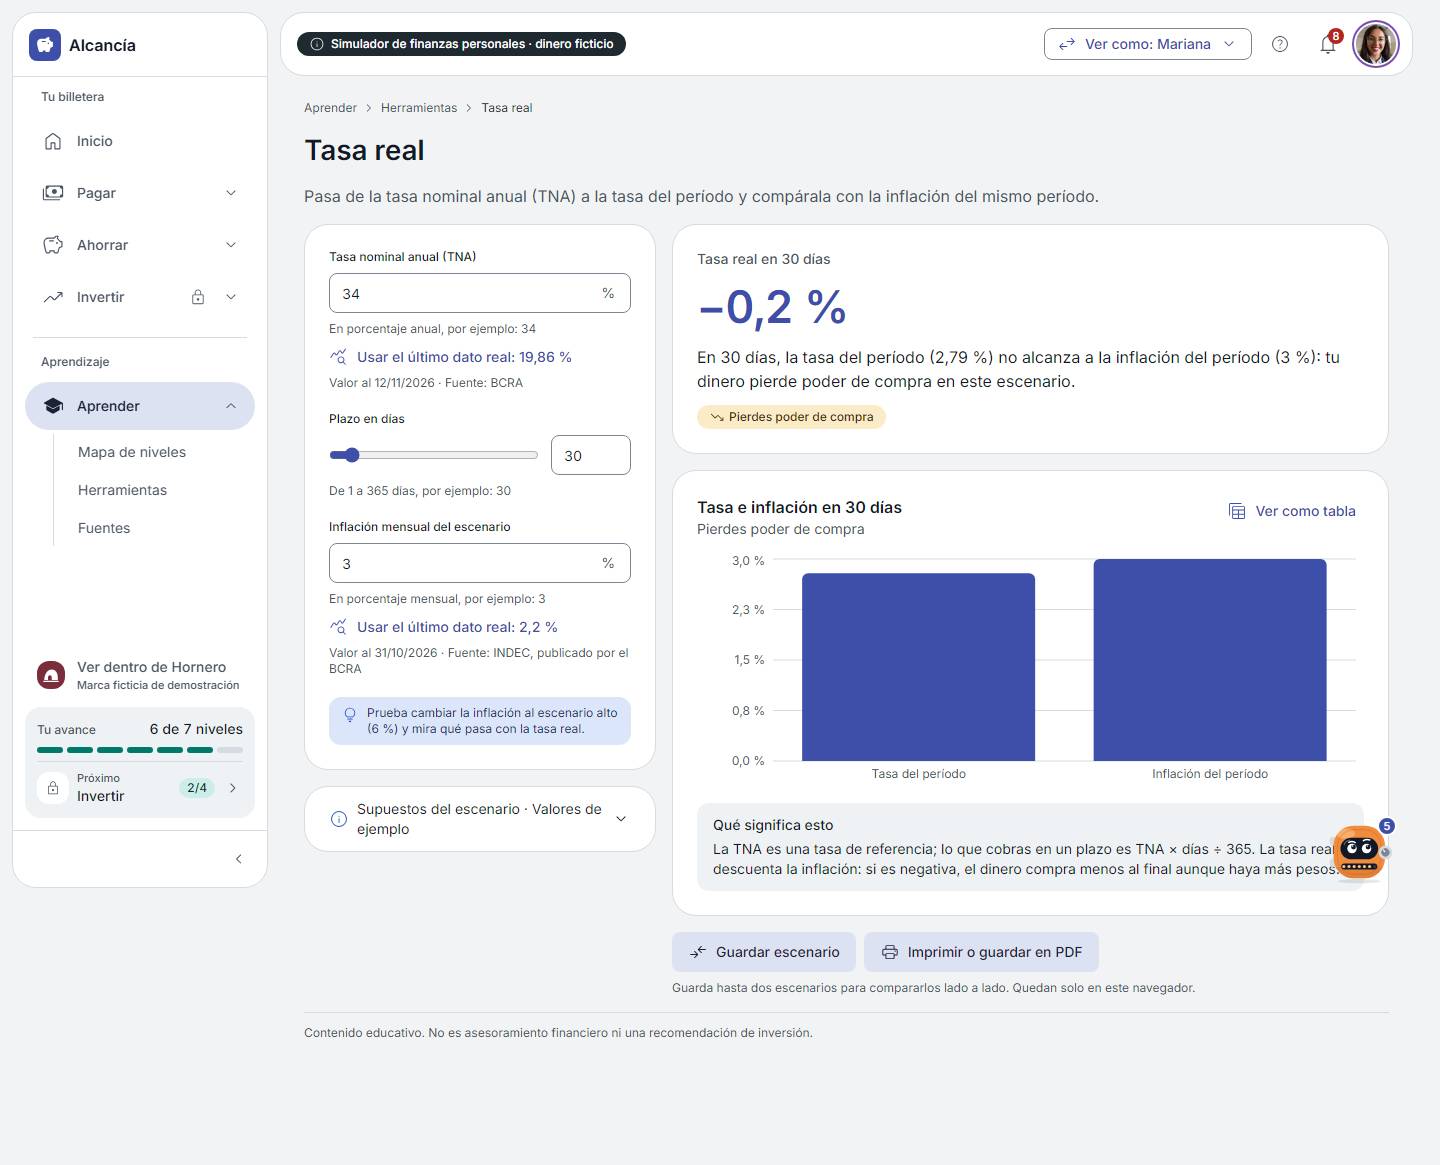 Alcancía
Simulador de finanzas personales · dinero ficticio
Ver como: Mariana
8
Tu billetera
Inicio
Pagar
Ahorrar
Invertir
Aprendizaje
Aprender
Mapa de niveles
Herramientas
Fuentes
Ver dentro de Hornero
Marca ficticia de demostración
Tu avance
6 de 7 niveles
Próximo
Invertir
2/4
Aprender
Herramientas
Tasa real
Tasa real
Pasa de la tasa nominal anual (TNA) a la tasa del período y compárala con la inflación del mismo período.
Tasa nominal anual (TNA)
34 %
En porcentaje anual, por ejemplo: 34
Usar el último dato real: 19,86 %
Valor al 12/11/2026 · Fuente: BCRA
Plazo en días
30
De 1 a 365 días, por ejemplo: 30
Inflación mensual del escenario
3 %
En porcentaje mensual, por ejemplo: 3
Usar el último dato real: 2,2 %
Valor al 31/10/2026 · Fuente: INDEC, publicado por el
BCRA
Prueba cambiar la inflación al escenario alto
(6 %) y mira qué pasa con la tasa real.
Supuestos del escenario · Valores de
ejemplo
Tasa real en 30 días
−0,2 %
En 30 días, la tasa del período (2,79 %) no alcanza a la inflación del período (3 %): tu
dinero pierde poder de compra en este escenario.
Pierdes poder de compra
Tasa e inflación en 30 días
Ver como tabla
Pierdes poder de compra
3,0 %
2,3 %
1,5 %
0,8 %
0,0 %
Tasa del período
Inflación del período
Qué significa esto
La TNA es una tasa de referencia; lo que cobras en un plazo es TNA × días ÷ 365. La tasa real
descuenta la inflación: si es negativa, el dinero compra menos al final aunque haya más pesos.
5
Guardar escenario
Imprimir o guardar en PDF
Guarda hasta dos escenarios para compararlos lado a lado. Quedan solo en este navegador.
Contenido educativo. No es asesoramiento financiero ni una recomendación de inversión.